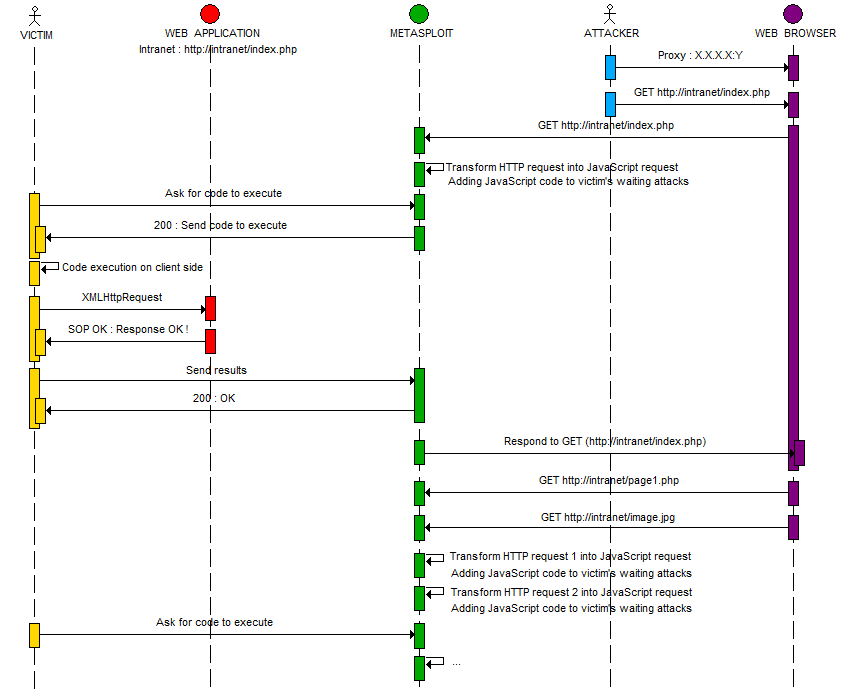 VICTIM
WEB APPLICATION
METASPLOIT
ATTACKER
WEB BROWSER
Intranet : http://intranet/index.php
Proxy : X.X.X.X:Y
GET http://intranet/index.php
GET http://intranet/index.php
Transform HTTP request into JavaScript request
Adding JavaScript code to victim's waiting attacks
Ask for code to execute
200 : Send code to execute
Code execution on client side
XMLHttpRequest
SOP OK : Response OK !
Send results
200 : OK
Respond to GET (http://intranet/index.php)
GET http://intranet/page1.php
GET http://intranet/image.jpg
Transform HTTP request 1 into JavaScript request
Adding JavaScript code to victim's waiting attacks
Transform HTTP request 2 into JavaScript request
Adding JavaScript code to victim's waiting attacks
Ask for code to execute
...